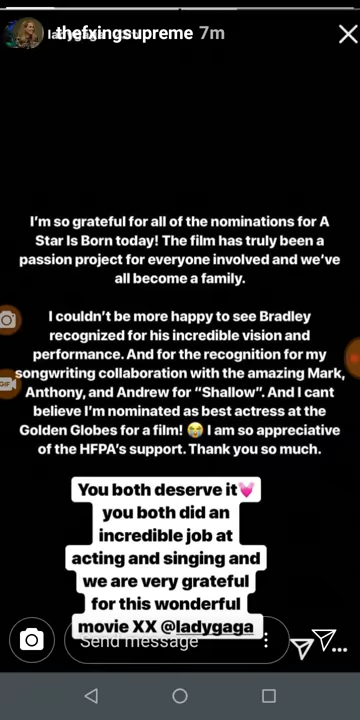 ladygaga
thefxingsupreme 7m
I'm so grateful for all of the nominations for A
Star Is Born today! The film has truly been a
passion project for everyone involved and we've
all become a family.
I couldn't be more happy to see Bradley
recognized for his incredible vision and
performance. And for the recognition for my
songwriting collaboration with the amazing Mark,
Anthony, and Andrew for "Shallow". And I cant
believe I'm nominated as best actress at the
Golden Globes for a film! 😭 I am so appreciative
of the HFPA's support. Thank you so much.
GIF
You both deserve it💓
you both did an
incredible job at
acting and singing and
we are very grateful
for this wonderful
movie XX @ladygaga
Send message